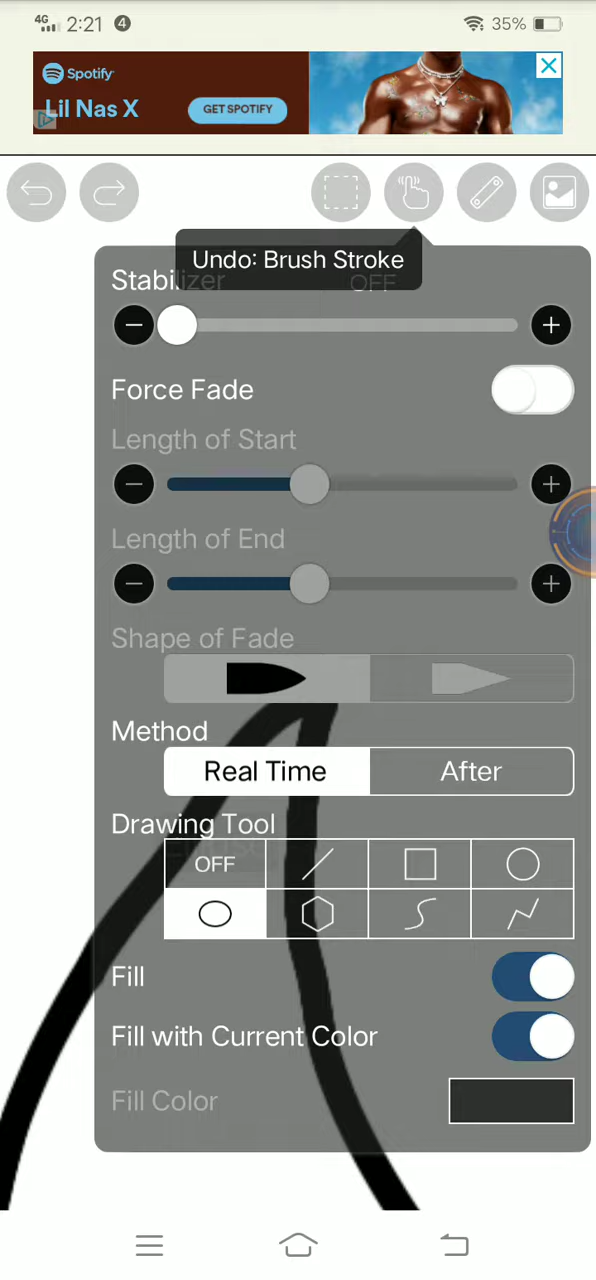 4G 2:21 4 35%
Spotify
Lil Nas X
GET SPOTIFY
Undo: Brush Stroke
Stabilizer OFF
Force Fade
Length of Start
Length of End
Shape of Fade
Method
Real Time After
Drawing Tool
OFF
Fill
Fill with Current Color
Fill Color